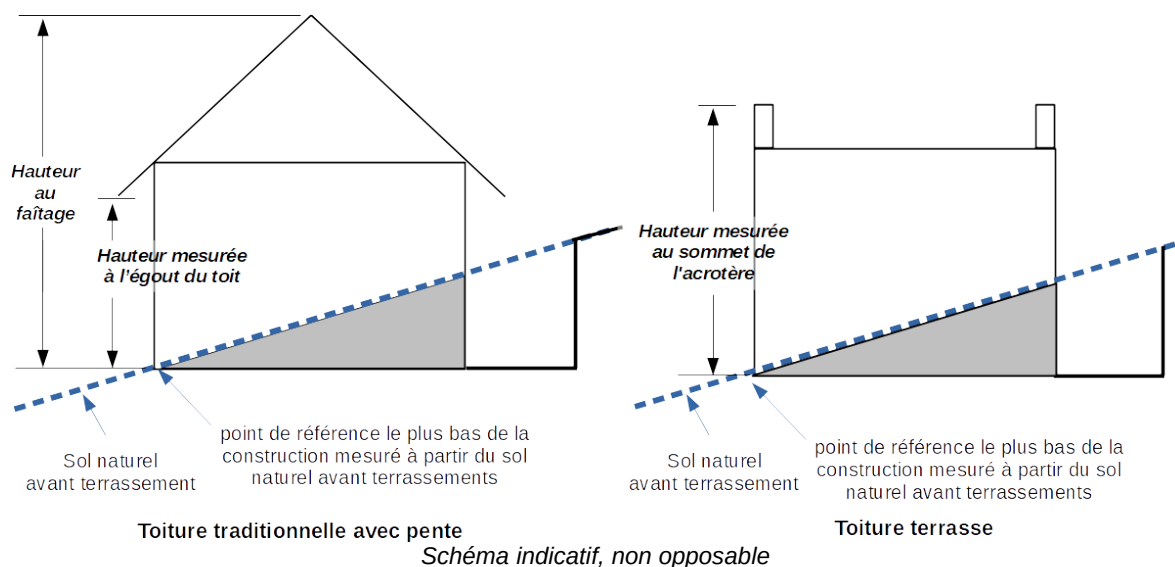 Hauteur
au
faîtage
Hauteur mesurée
à l'égout du toit
Sol naturel
avant terrassement
point de référence le plus bas de la
construction mesuré à partir du sol
naturel avant terrassements
Toiture traditionnelle avec pente
Hauteur mesurée
au sommet de
l'acrotère
Sol naturel
avant terrassement
point de référence le plus bas de la
construction mesuré à partir du sol
naturel avant terrassements
Toiture terrasse
Schéma indicatif, non opposable